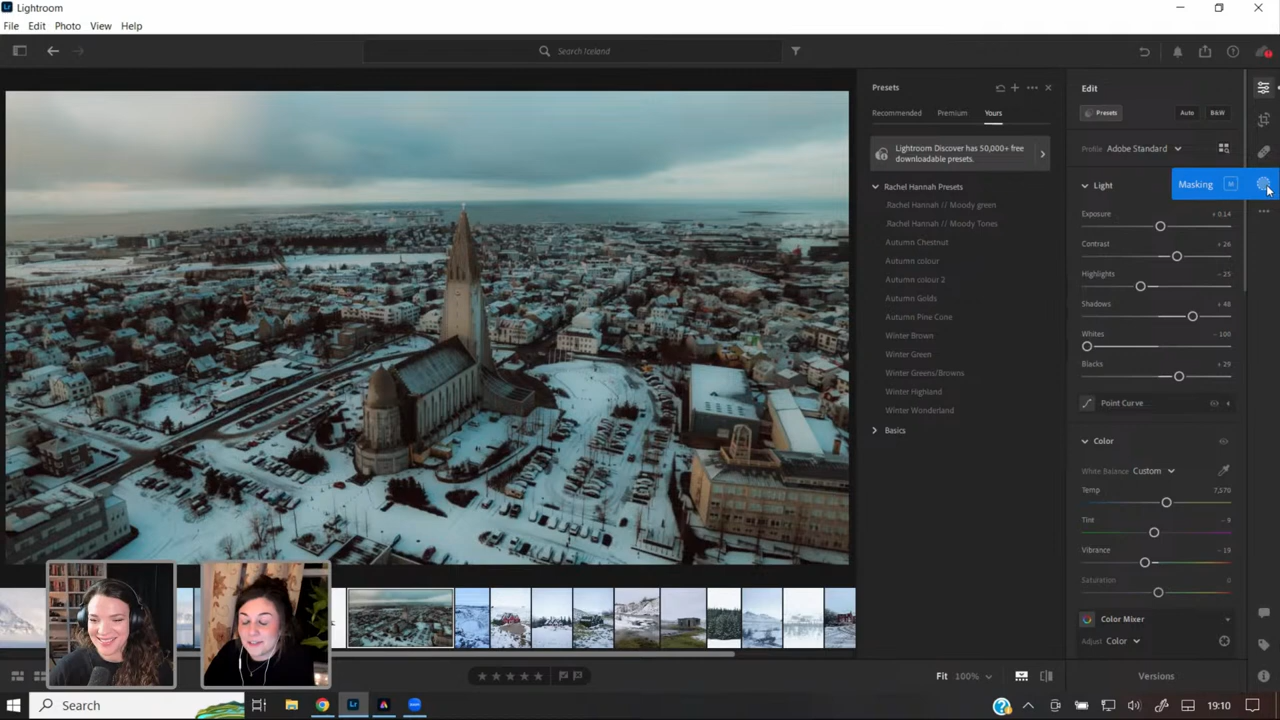 Lr Lightroom
File Edit Photo View Help
Search Iceland
Presets
Recommended Premium Yours
Lightroom Discover has 50,000+ free
downloadable presets.
Rachel Hannah Presets
.Rachel Hannah // Moody green
.Rachel Hannah // Moody Tones
Autumn Chestnut
Autumn colour
Autumn colour 2
Autumn Golds
Autumn Pine Cone
Winter Brown
Winter Green
Winter Greens/Browns
Winter Highland
Winter Wonderland
Basics
Edit
Presets Auto B&W
Profile Adobe Standard
Masking M
Light
Exposure + 0.14
Contrast + 26
Highlights − 25
Shadows + 48
Whites − 100
Blacks + 29
Point Curve
Color
White Balance Custom
Temp 7,570
Tint − 9
Vibrance − 19
Saturation 0
Color Mixer
Adjust Color
Fit 100% Versions
Search Lr 19:10